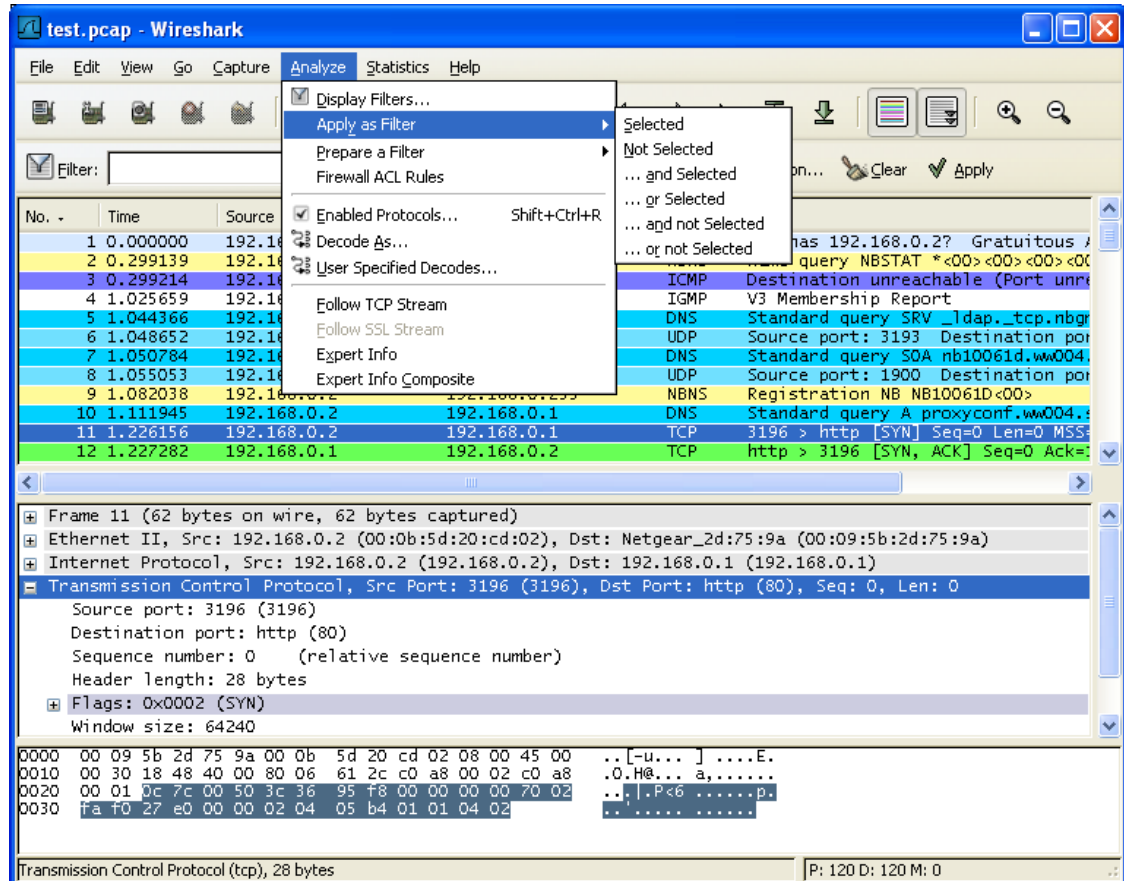 test.pcap - Wireshark
File Edit View Go Capture Analyze Statistics Help
Display Filters...
Apply as Filter
Prepare a Filter
Firewall ACL Rules
Enabled Protocols... Shift+Ctrl+R
Decode As...
User Specified Decodes...
Follow TCP Stream
Follow SSL Stream
Expert Info
Expert Info Composite
Selected
Not Selected
... and Selected
... or Selected
... and not Selected
... or not Selected
Filter: Clear Apply
No. - Time Source
1 0.000000 192.16 has 192.168.0.2? Gratuitous
2 0.299139 192.16 query NBSTAT *<00><00><00><00
3 0.299214 192.16 ICMP Destination unreachable (Port unre
4 1.025659 192.16 IGMP V3 Membership Report
5 1.044366 192.16 DNS Standard query SRV _ldap._tcp.nbgr
6 1.048652 192.16 UDP Source port: 3193 Destination por
7 1.050784 192.16 DNS Standard query SOA nb10061d.ww004.
8 1.055053 192.16 UDP Source port: 1900 Destination por
9 1.082038 192.168.0.2 192.168.0.255 NBNS Registration NB NB10061D<00>
10 1.111945 192.168.0.2 192.168.0.1 DNS Standard query A proxyconf.ww004.s
11 1.226156 192.168.0.2 192.168.0.1 TCP 3196 > http [SYN] Seq=0 Len=0 MSS=
12 1.227282 192.168.0.1 192.168.0.2 TCP http > 3196 [SYN, ACK] Seq=0 Ack=1
Frame 11 (62 bytes on wire, 62 bytes captured)
Ethernet II, Src: 192.168.0.2 (00:0b:5d:20:cd:02), Dst: Netgear_2d:75:9a (00:09:5b:2d:75:9a)
Internet Protocol, Src: 192.168.0.2 (192.168.0.2), Dst: 192.168.0.1 (192.168.0.1)
Transmission Control Protocol, Src Port: 3196 (3196), Dst Port: http (80), Seq: 0, Len: 0
Source port: 3196 (3196)
Destination port: http (80)
Sequence number: 0 (relative sequence number)
Header length: 28 bytes
Flags: 0x0002 (SYN)
Window size: 64240
0000 00 09 5b 2d 75 9a 00 0b 5d 20 cd 02 08 00 45 00 ..[-u... ] ....E.
0010 00 30 18 48 40 00 80 06 61 2c c0 a8 00 02 c0 a8 .0.H@... a,......
0020 00 01 0c 7c 00 50 3c 36 95 f8 00 00 00 00 70 02 ...|.P<6 ......p.
0030 fa f0 27 e0 00 00 02 04 05 b4 01 01 04 02 ..'..... ......
Transmission Control Protocol (tcp), 28 bytes P: 120 D: 120 M: 0